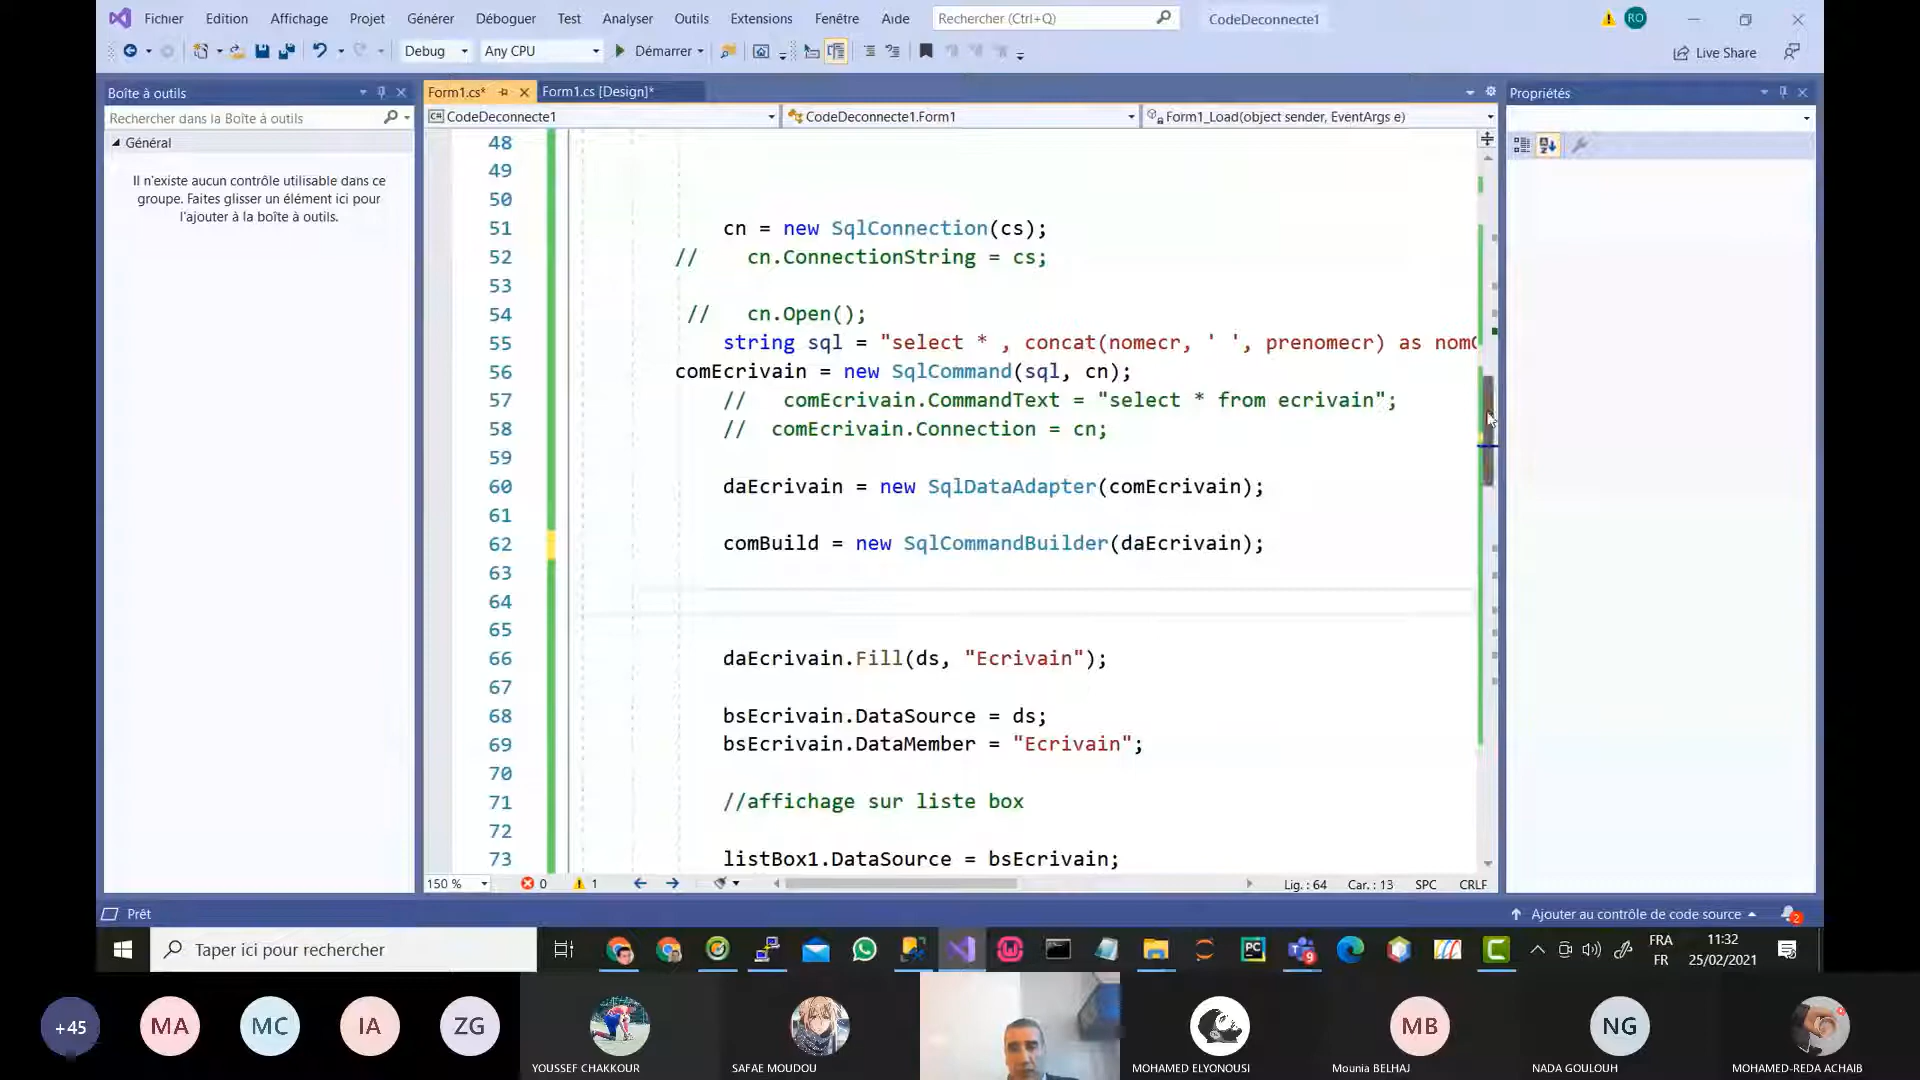 Fichier Edition Affichage Projet Générer Déboguer Test Analyser Outils Extensions Fenêtre Aide Rechercher (Ctrl+Q) CodeDeconnecte1 RO
Debug Any CPU Démarrer Live Share
Boîte à outils
Rechercher dans la Boîte à outils
Général
Il n'existe aucun contrôle utilisable dans ce
groupe. Faites glisser un élément ici pour
l'ajouter à la boîte à outils.
Form1.cs* Form1.cs [Design]*
CodeDeconnecte1 CodeDeconnecte1.Form1 Form1_Load(object sender, EventArgs e)
48
49
50
51 cn = new SqlConnection(cs);
52 // cn.ConnectionString = cs;
53
54 // cn.Open();
55 string sql = "select * , concat(nomecr, ' ', prenomecr) as nomC
56 comEcrivain = new SqlCommand(sql, cn);
57 // comEcrivain.CommandText = "select * from ecrivain";
58 // comEcrivain.Connection = cn;
59
60 daEcrivain = new SqlDataAdapter(comEcrivain);
61
62 comBuild = new SqlCommandBuilder(daEcrivain);
63
64
65
66 daEcrivain.Fill(ds, "Ecrivain");
67
68 bsEcrivain.DataSource = ds;
69 bsEcrivain.DataMember = "Ecrivain";
70
71 //affichage sur liste box
72
73 listBox1.DataSource = bsEcrivain;
150 % 0 1 Lig. : 64 Car. : 13 SPC CRLF
Propriétés
Prêt Ajouter au contrôle de code source 2
Taper ici pour rechercher PC 9 FRA
FR 11:32
25/02/2021
+45 MA MC IA ZG MB NG
YOUSSEF CHAKKOUR SAFAE MOUDOU MOHAMED ELYONOUSI Mounia BELHAJ NADA GOULOUH MOHAMED-REDA ACHAIB